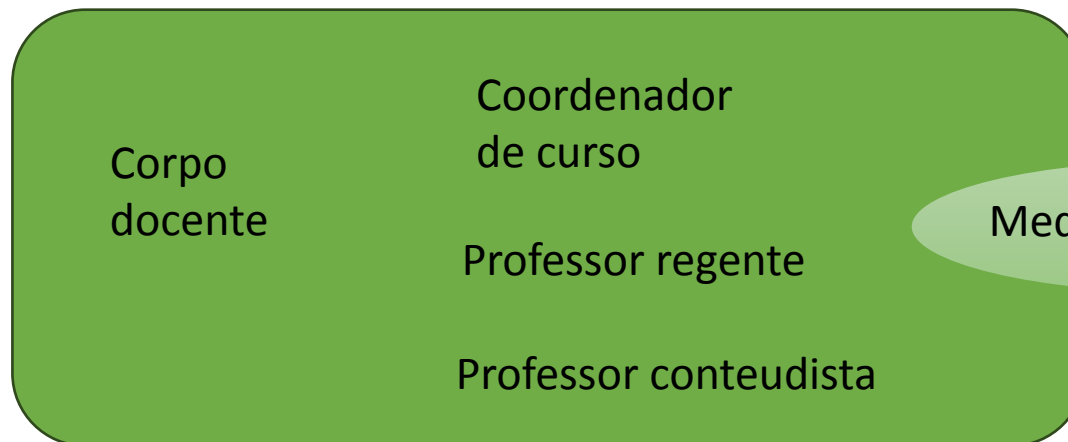 Corpo
docente
Coordenador
de curso
Professor regente
Professor conteudista